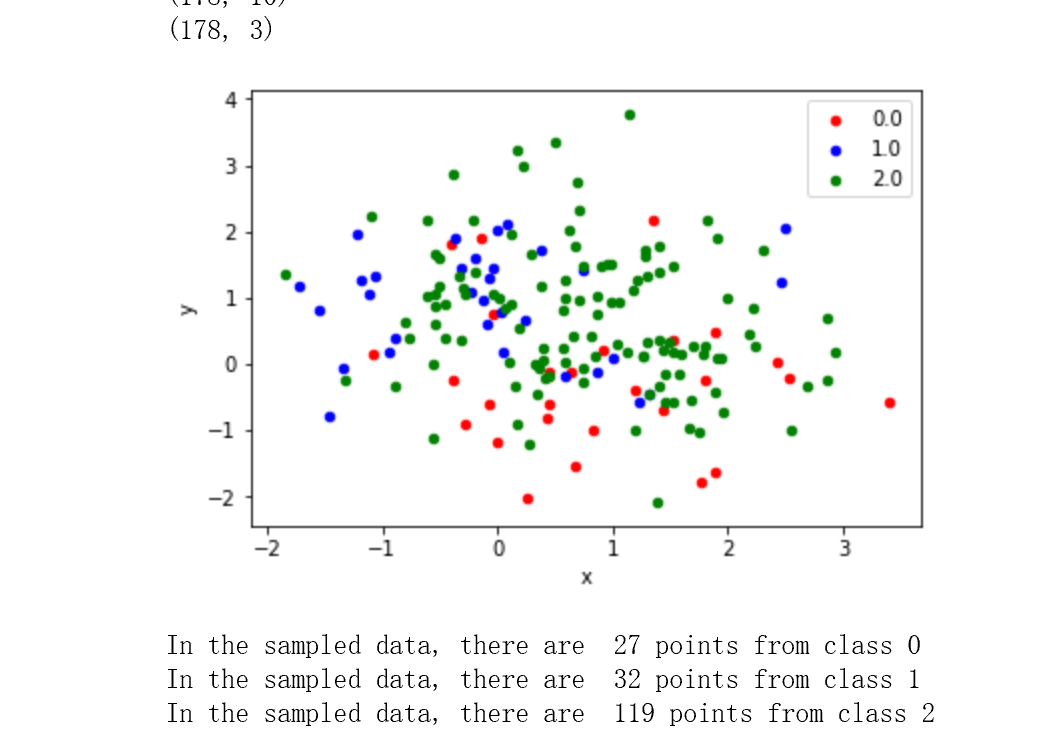 (178, 10)
(178, 3)
4
3
2
1
0
−1
−2
y
0.0
1.0
2.0
−2 −1 0 1 2 3
x
In the sampled data, there are  27 points from class 0
In the sampled data, there are  32 points from class 1
In the sampled data, there are  119 points from class 2